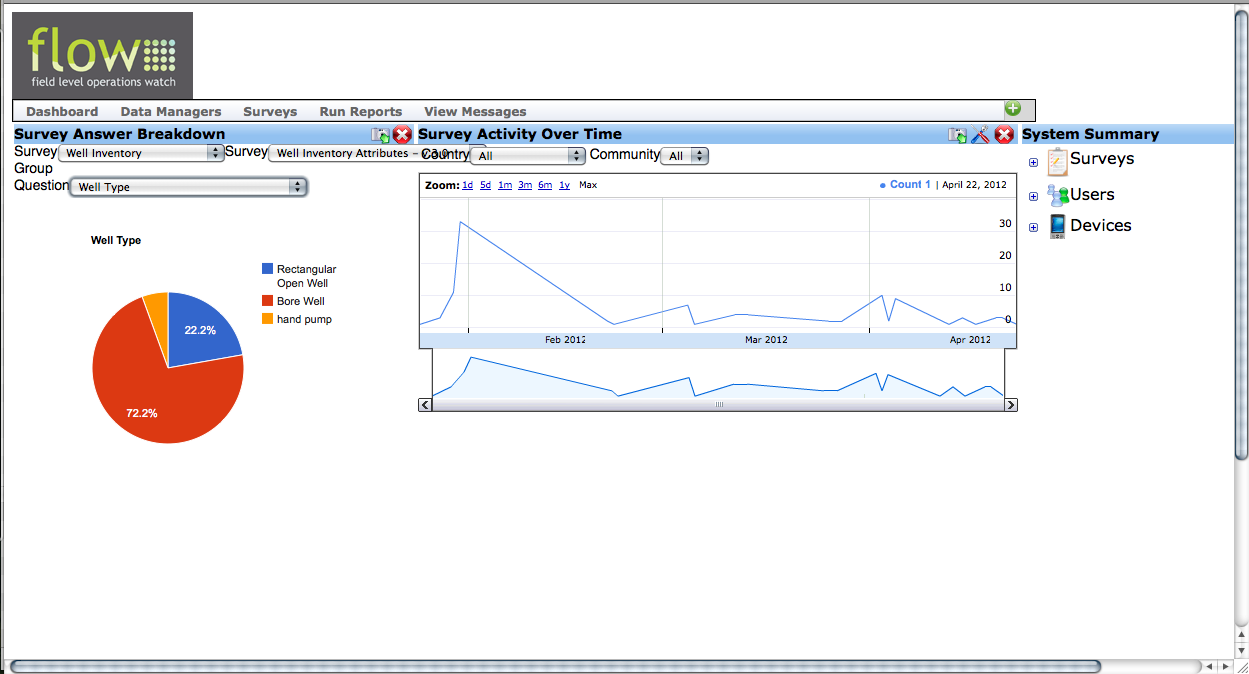 flow
field level operations watch
Dashboard Data Managers Surveys Run Reports View Messages
Survey Answer Breakdown
Survey Group Well Inventory Survey Well Inventory Attributes –
Question Well Type
Well Type
Rectangular
Open Well
Bore Well
hand pump
22.2%
72.2%
Survey Activity Over Time
Country All Community All
Zoom: 1d 5d 1m 3m 6m 1y Max
Count 1 | April 22, 2012
30
20
10
0
Feb 2012 Mar 2012 Apr 2012
System Summary
Surveys
Users
Devices